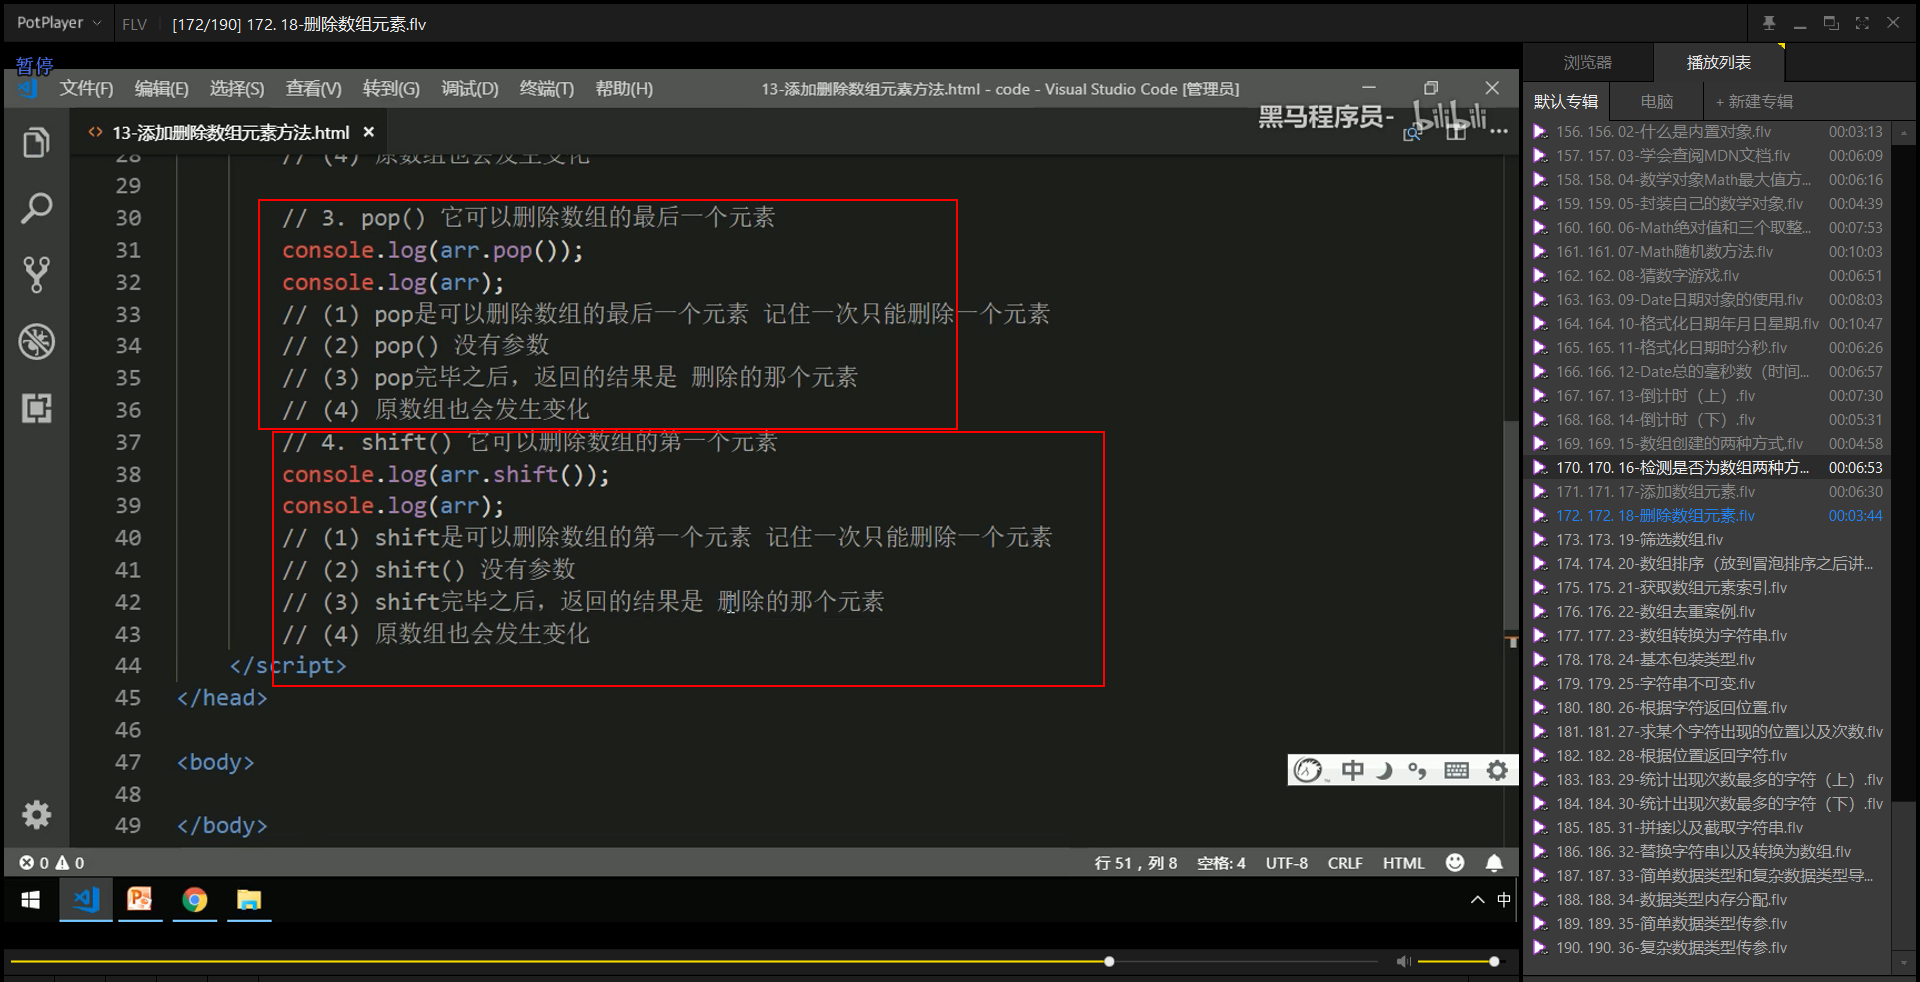 PotPlayer
FLV
[172/190] 172. 18-删除数组元素.flv
暂停
文件(F) 编辑(E) 选择(S) 查看(V) 转到(G) 调试(D) 终端(T) 帮助(H)
13-添加删除数组元素方法.html - code - Visual Studio Code [管理员]
<> 13-添加删除数组元素方法.html
黑马程序员-
bilibili
28 // (4) 原数组也会发生变化
29
30 // 3. pop() 它可以删除数组的最后一个元素
31 console.log(arr.pop());
32 console.log(arr);
33 // (1) pop是可以删除数组的最后一个元素 记住一次只能删除一个元素
34 // (2) pop() 没有参数
35 // (3) pop完毕之后，返回的结果是 删除的那个元素
36 // (4) 原数组也会发生变化
37 // 4. shift() 它可以删除数组的第一个元素
38 console.log(arr.shift());
39 console.log(arr);
40 // (1) shift是可以删除数组的第一个元素 记住一次只能删除一个元素
41 // (2) shift() 没有参数
42 // (3) shift完毕之后，返回的结果是 删除的那个元素
43 // (4) 原数组也会发生变化
44 </script>
45 </head>
46
47 <body>
48
49 </body>
中
0 0
行 51，列 8 空格: 4 UTF-8 CRLF HTML
中
浏览器 播放列表
默认专辑 电脑 + 新建专辑
156. 156. 02-什么是内置对象.flv 00:03:13
157. 157. 03-学会查阅MDN文档.flv 00:06:09
158. 158. 04-数学对象Math最大值方... 00:06:16
159. 159. 05-封装自己的数学对象.flv 00:04:39
160. 160. 06-Math绝对值和三个取整... 00:07:53
161. 161. 07-Math随机数方法.flv 00:10:03
162. 162. 08-猜数字游戏.flv 00:06:51
163. 163. 09-Date日期对象的使用.flv 00:08:03
164. 164. 10-格式化日期年月日星期.flv 00:10:47
165. 165. 11-格式化日期时分秒.flv 00:06:26
166. 166. 12-Date总的毫秒数（时间... 00:06:57
167. 167. 13-倒计时（上）.flv 00:07:30
168. 168. 14-倒计时（下）.flv 00:05:31
169. 169. 15-数组创建的两种方式.flv 00:04:58
170. 170. 16-检测是否为数组两种方... 00:06:53
171. 171. 17-添加数组元素.flv 00:06:30
172. 172. 18-删除数组元素.flv 00:03:44
173. 173. 19-筛选数组.flv
174. 174. 20-数组排序（放到冒泡排序之后讲...
175. 175. 21-获取数组元素索引.flv
176. 176. 22-数组去重案例.flv
177. 177. 23-数组转换为字符串.flv
178. 178. 24-基本包装类型.flv
179. 179. 25-字符串不可变.flv
180. 180. 26-根据字符返回位置.flv
181. 181. 27-求某个字符出现的位置以及次数.flv
182. 182. 28-根据位置返回字符.flv
183. 183. 29-统计出现次数最多的字符（上）.flv
184. 184. 30-统计出现次数最多的字符（下）.flv
185. 185. 31-拼接以及截取字符串.flv
186. 186. 32-替换字符串以及转换为数组.flv
187. 187. 33-简单数据类型和复杂数据类型导...
188. 188. 34-数据类型内存分配.flv
189. 189. 35-简单数据类型传参.flv
190. 190. 36-复杂数据类型传参.flv